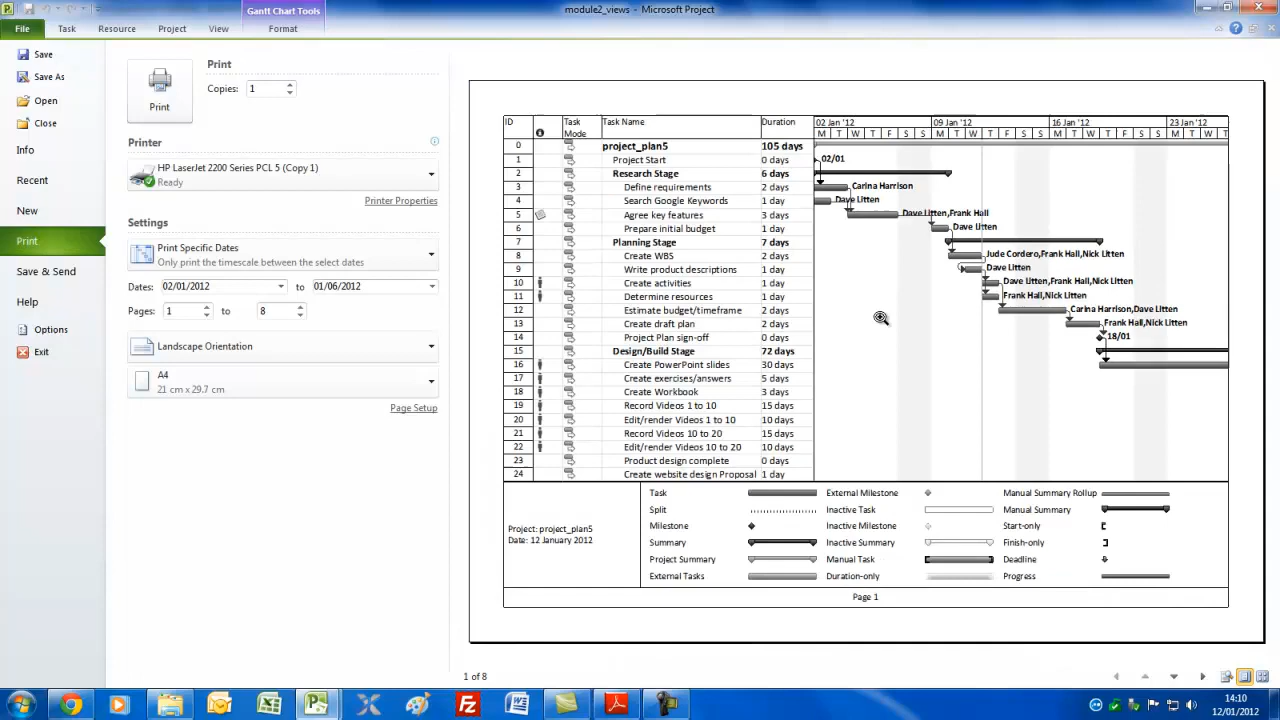 Gantt Chart Tools
module2_views - Microsoft Project
File Task Resource Project View Format
Save
Save As
Open
Close
Info
Recent
New
Print
Save & Send
Help
Options
Exit
Print
Print
Copies: 1
Printer
HP LaserJet 2200 Series PCL 5 (Copy 1)
Ready
Printer Properties
Settings
Print Specific Dates
Only print the timescale between the select dates
Dates: 02/01/2012 to 01/06/2012
Pages: 1 to 8
Landscape Orientation
A4
21 cm x 29.7 cm
Page Setup
ID Task Mode Task Name Duration 02 Jan '12 09 Jan '12 16 Jan '12 23 Jan '12
M T W T F S S M T W T F S S M T W T F S S M T W T
0 project_plan5 105 days
1 Project Start 0 days 02/01
2 Research Stage 6 days
3 Define requirements 2 days Carina Harrison
4 Search Google Keywords 1 day Dave Litten
5 Agree key features 3 days Dave Litten,Frank Hall
6 Prepare initial budget 1 day Dave Litten
7 Planning Stage 7 days
8 Create WBS 2 days Jude Cordero,Frank Hall,Nick Litten
9 Write product descriptions 1 day Dave Litten
10 Create activities 1 day Dave Litten,Frank Hall,Nick Litten
11 Determine resources 1 day Frank Hall,Nick Litten
12 Estimate budget/timeframe 2 days Carina Harrison,Dave Litten
13 Create draft plan 2 days Frank Hall,Nick Litten
14 Project Plan sign-off 0 days 18/01
15 Design/Build Stage 72 days
16 Create PowerPoint slides 30 days
17 Create exercises/answers 5 days
18 Create Workbook 3 days
19 Record Videos 1 to 10 15 days
20 Edit/render Videos 1 to 10 10 days
21 Record Videos 10 to 20 15 days
22 Edit/render Videos 10 to 20 10 days
23 Product design complete 0 days
24 Create website design Proposal 1 day
Project: project_plan5
Date: 12 January 2012
Task External Milestone Manual Summary Rollup
Split Inactive Task Manual Summary
Milestone Inactive Milestone Start-only
Summary Inactive Summary Finish-only
Project Summary Manual Task Deadline
External Tasks Duration-only Progress
Page 1
1 of 8
14:10
12/01/2012